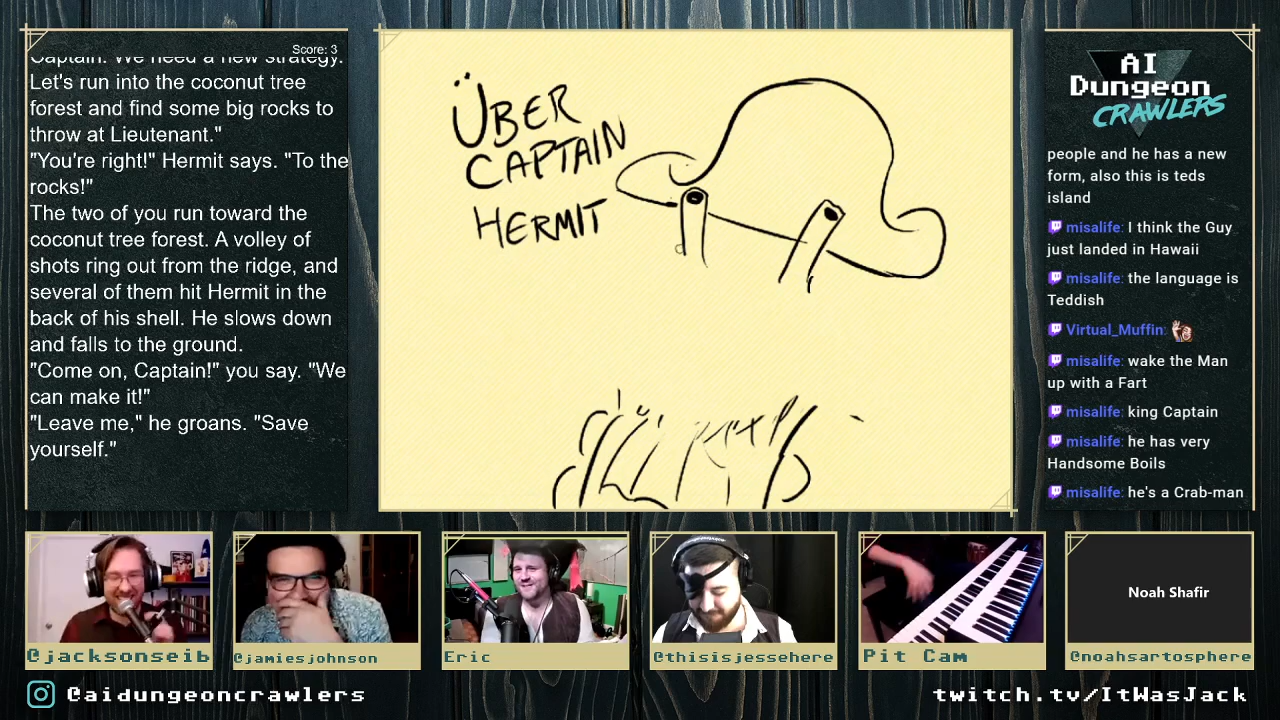 Score: 3
Captain. We need a new strategy.
Let's run into the coconut tree
forest and find some big rocks to
throw at Lieutenant."
"You're right!" Hermit says. "To the
rocks!"
The two of you run toward the
coconut tree forest. A volley of
shots ring out from the ridge, and
several of them hit Hermit in the
back of his shell. He slows down
and falls to the ground.
"Come on, Captain!" you say. "We
can make it!"
"Leave me," he groans. "Save
yourself."
ÜBER
CAPTAIN
HERMIT
AI
Dungeon
CRAWLERS
people and he has a new
form, also this is teds
island
misalife: I think the Guy
just landed in Hawaii
misalife: the language is
Teddish
Virtual_Muffin:
misalife: wake the Man
up with a Fart
misalife: king Captain
misalife: he has very
Handsome Boils
misalife: he's a Crab-man
Noah Shafir
@jacksonseib
@jamiesjohnson
Eric
@thisisjessehere
Pit Cam
@noahsartosphere
@aidungeoncrawlers
twitch.tv/ItWasJack